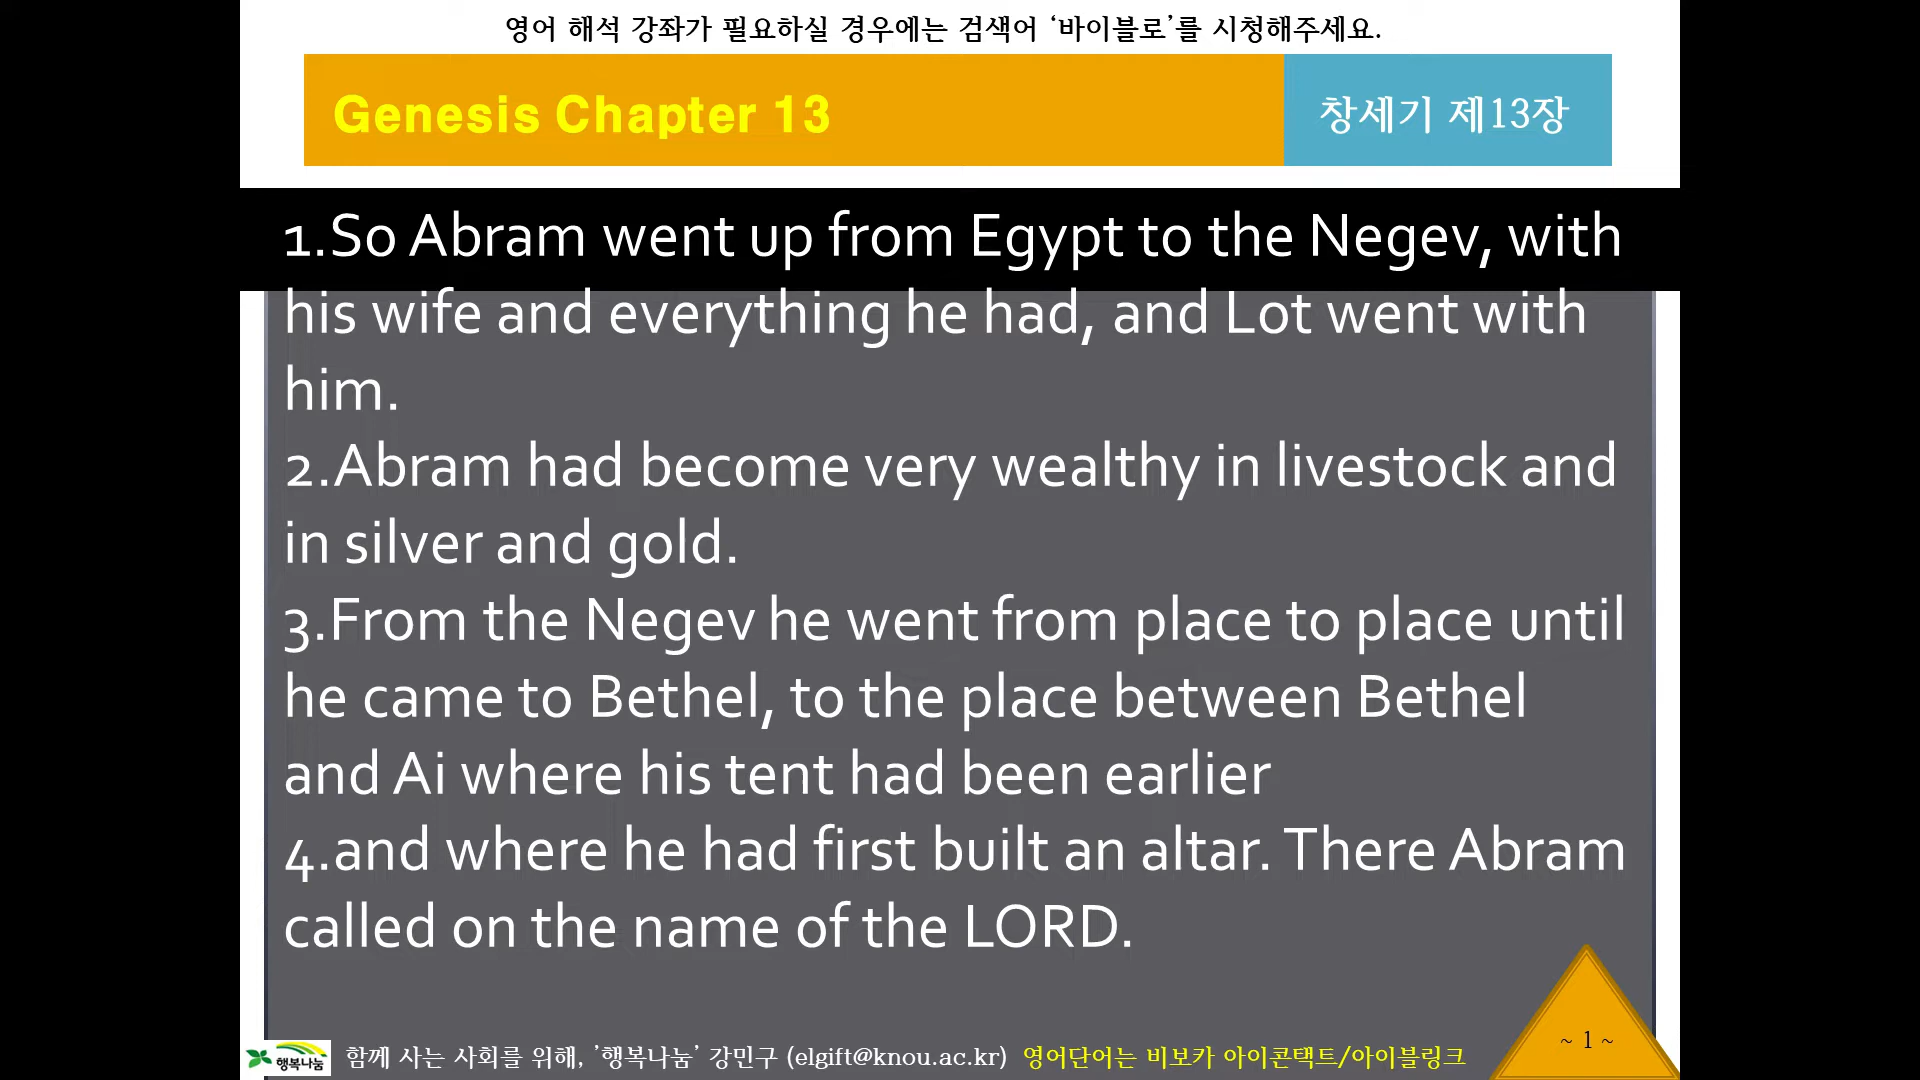 영어 해석 강좌가 필요하실 경우에는 검색어 ‘바이블로’를 시청해주세요.
Genesis Chapter 13
창세기 제13장
1.So Abram went up from Egypt to the Negev, with
his wife and everything he had, and Lot went with
him.
2.Abram had become very wealthy in livestock and
in silver and gold.
3.From the Negev he went from place to place until
he came to Bethel, to the place between Bethel
and Ai where his tent had been earlier
4.and where he had first built an altar. There Abram
called on the name of the LORD.
~ 1 ~
행복나눔
함께 사는 사회를 위해, ’행복나눔’ 강민구 (elgift@knou.ac.kr) 영어단어는 비보카 아이콘택트/아이블링크